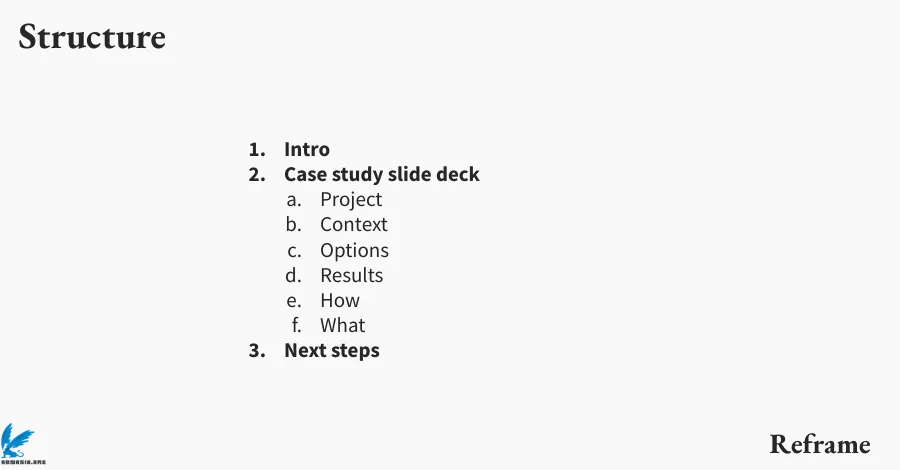 Structure
1. Intro
2. Case study slide deck
a. Project
b. Context
c. Options
d. Results
e. How
f. What
3. Next steps
Reframe